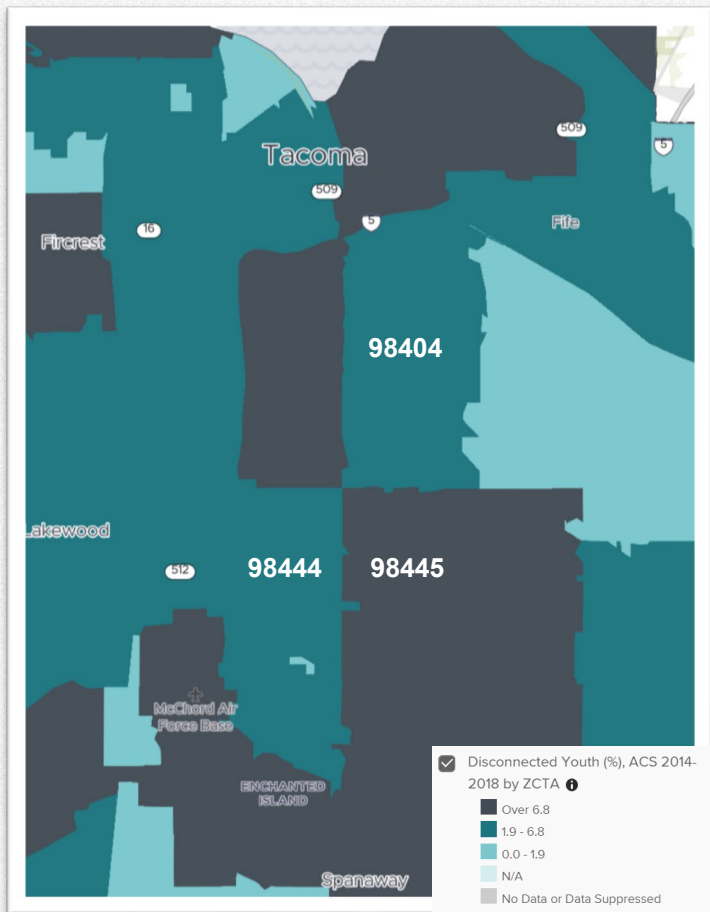 Tacoma
509
5
509
16
5
Fircrest
Fife
98404
Lakewood
512
98444
98445
McChord Air
Force Base
ENCHANTED
ISLAND
Spanaway
Disconnected Youth (%), ACS 2014-
2018 by ZCTA
Over 6.8
1.9 - 6.8
0.0 - 1.9
N/A
No Data or Data Suppressed